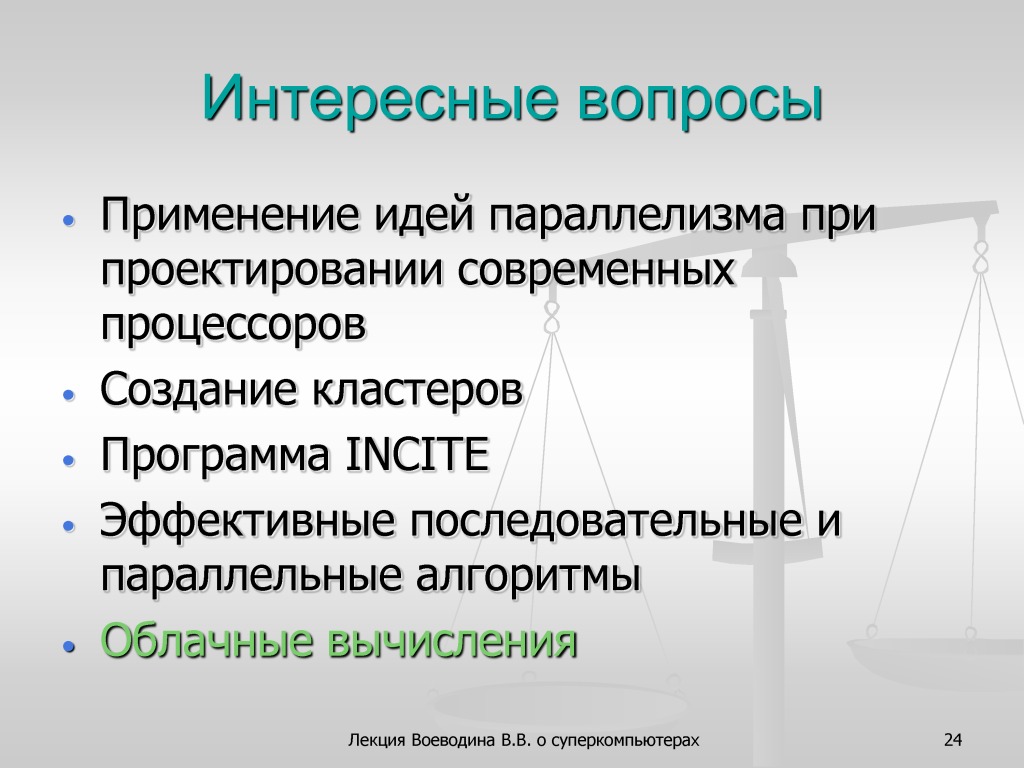 Интересные вопросы
• Применение идей параллелизма при
проектировании современных
процессоров
• Создание кластеров
• Программа INCITE
• Эффективные последовательные и
параллельные алгоритмы
• Облачные вычисления
Лекция Воеводина В.В. о суперкомпьютерах
24